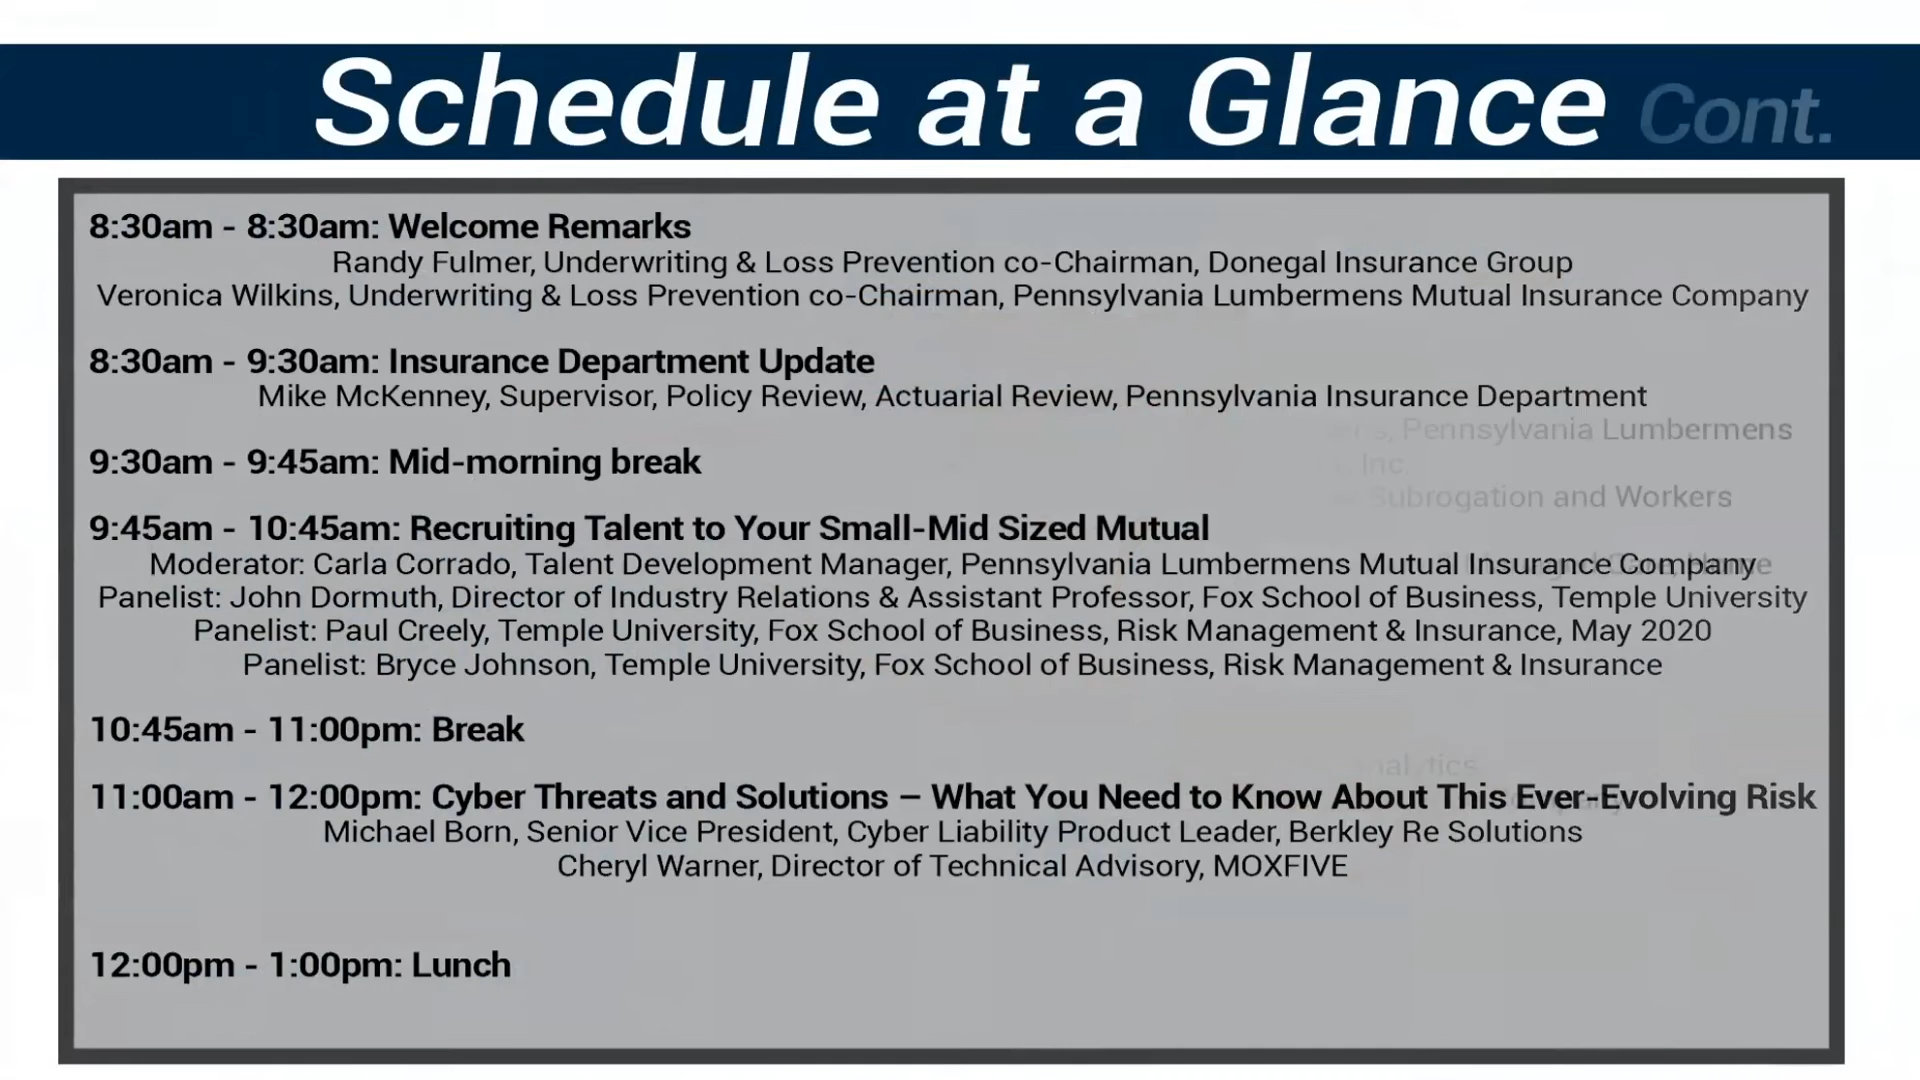 Schedule at a Glance Cont.
8:30am - 8:30am: Welcome Remarks
Randy Fulmer, Underwriting & Loss Prevention co-Chairman, Donegal Insurance Group
Veronica Wilkins, Underwriting & Loss Prevention co-Chairman, Pennsylvania Lumbermens Mutual Insurance Company
8:30am - 9:30am: Insurance Department Update
Mike McKenney, Supervisor, Policy Review, Actuarial Review, Pennsylvania Insurance Department
Pennsylvania Lumbermens
9:30am - 9:45am: Mid-morning break
Inc
Subrogation and Workers
9:45am - 10:45am: Recruiting Talent to Your Small-Mid Sized Mutual
Moderator: Carla Corrado, Talent Development Manager, Pennsylvania Lumbermens Mutual Insurance Company
Panelist: John Dormuth, Director of Industry Relations & Assistant Professor, Fox School of Business, Temple University
Panelist: Paul Creely, Temple University, Fox School of Business, Risk Management & Insurance, May 2020
Panelist: Bryce Johnson, Temple University, Fox School of Business, Risk Management & Insurance
10:45am - 11:00pm: Break
11:00am - 12:00pm: Cyber Threats and Solutions – What You Need to Know About This Ever-Evolving Risk
Michael Born, Senior Vice President, Cyber Liability Product Leader, Berkley Re Solutions
Cheryl Warner, Director of Technical Advisory, MOXFIVE
12:00pm - 1:00pm: Lunch